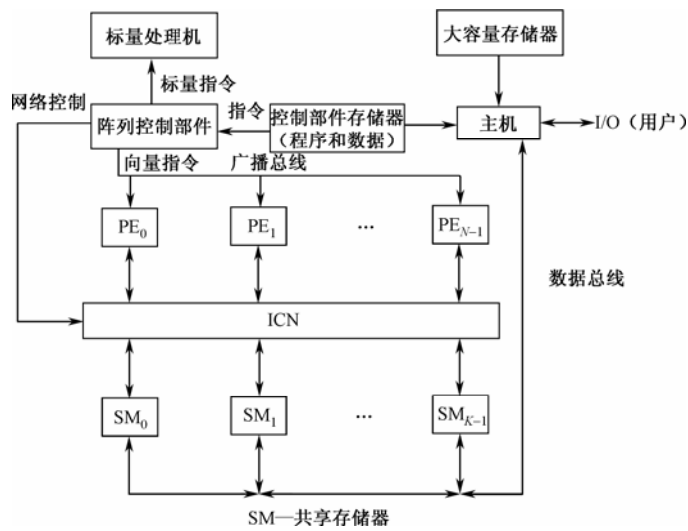 标量处理机
大容量存储器
网络控制
标量指令
阵列控制部件
指令
控制部件存储器
（程序和数据）
主机
I/O（用户）
向量指令
广播总线
PE0
PE1
...
PEN−1
数据总线
ICN
SM0
SM1
...
SMK−1
SM—共享存储器